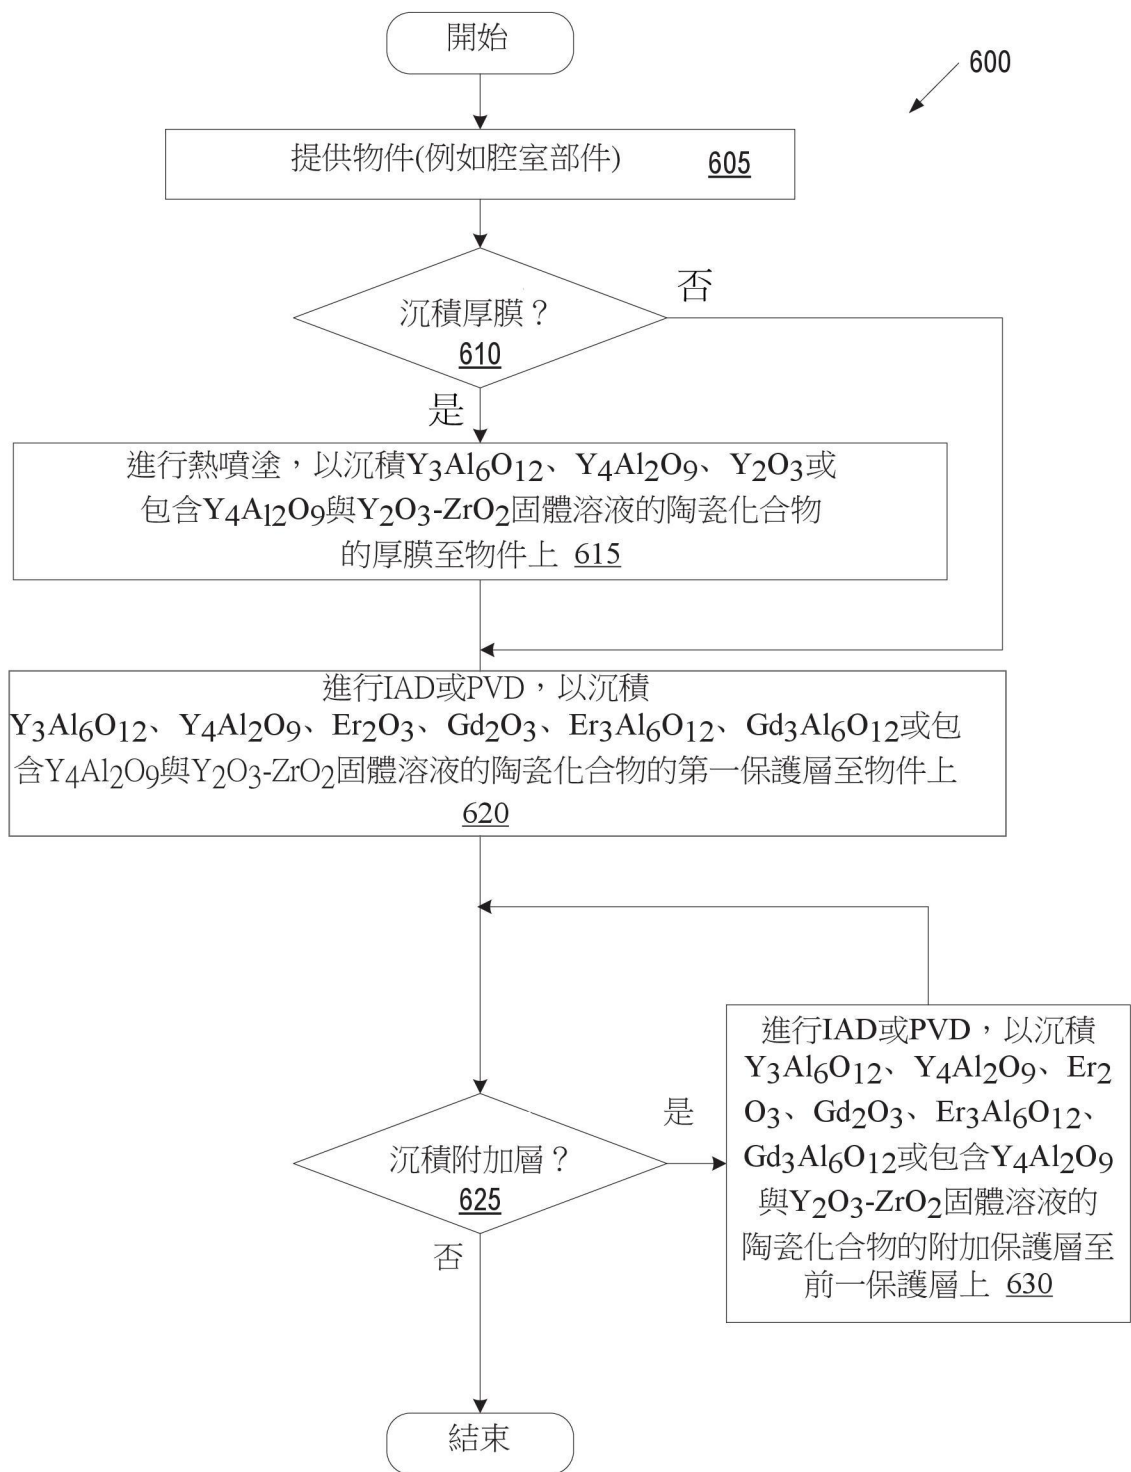 開始
600
提供物件(例如腔室部件) 605
否
沉積厚膜？
610
是
進行熱噴塗，以沉積Y3Al6O12、Y4Al2O9、Y2O3或
包含Y4Al2O9與Y2O3-ZrO2固體溶液的陶瓷化合物
的厚膜至物件上 615
進行IAD或PVD，以沉積
Y3Al6O12、Y4Al2O9、Er2O3、Gd2O3、Er3Al6O12、Gd3Al6O12或包
含Y4Al2O9與Y2O3-ZrO2固體溶液的陶瓷化合物的第一保護層至物件上
620
沉積附加層？
625
是
否
進行IAD或PVD，以沉積
Y3Al6O12、Y4Al2O9、Er2
O3、Gd2O3、Er3Al6O12、
Gd3Al6O12或包含Y4Al2O9
與Y2O3-ZrO2固體溶液的
陶瓷化合物的附加保護層至
前一保護層上 630
結束